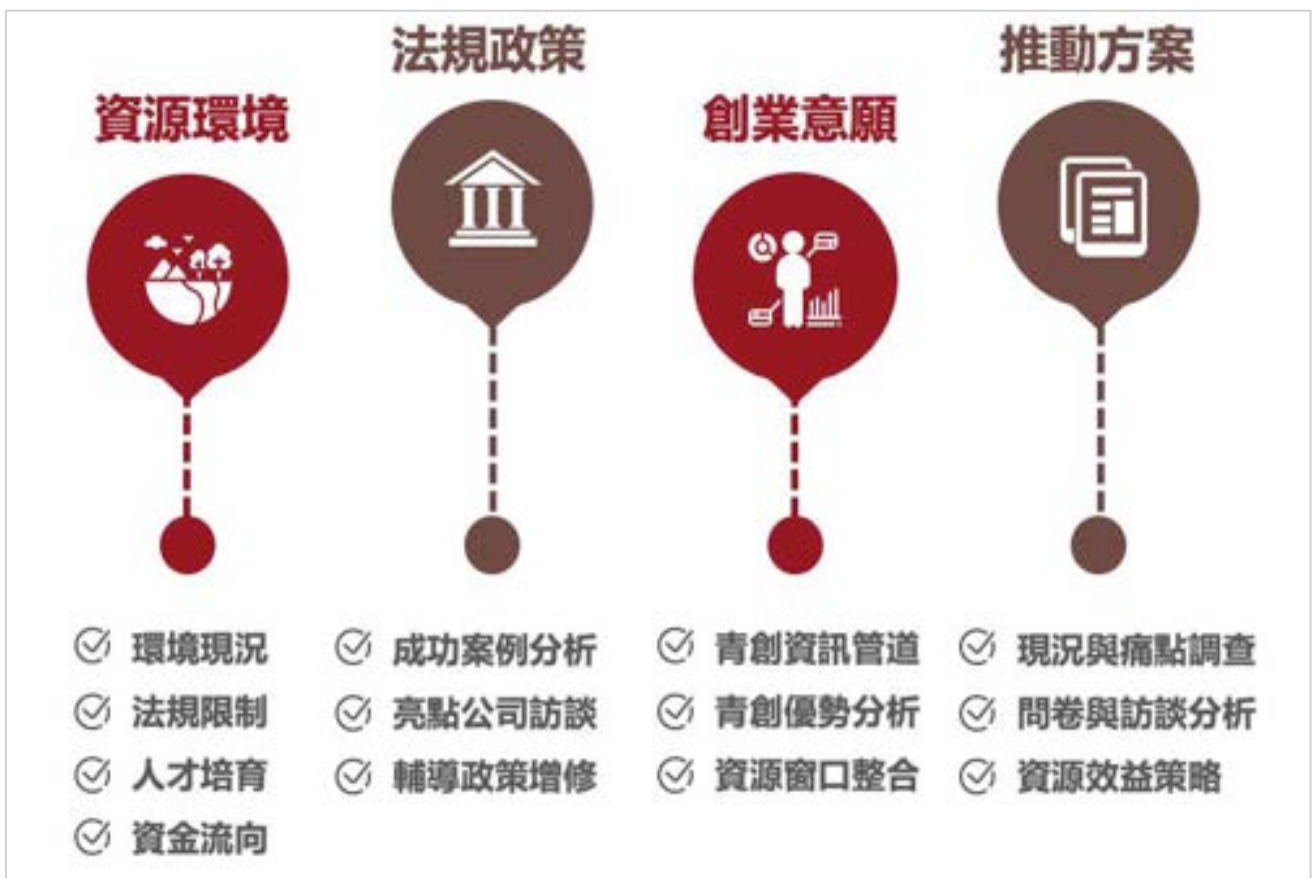 資源環境
環境現況
法規限制
人才培育
資金流向
法規政策
成功案例分析
亮點公司訪談
輔導政策增修
創業意願
青創資訊管道
青創優勢分析
資源窗口整合
推動方案
現況與痛點調查
問卷與訪談分析
資源效益策略